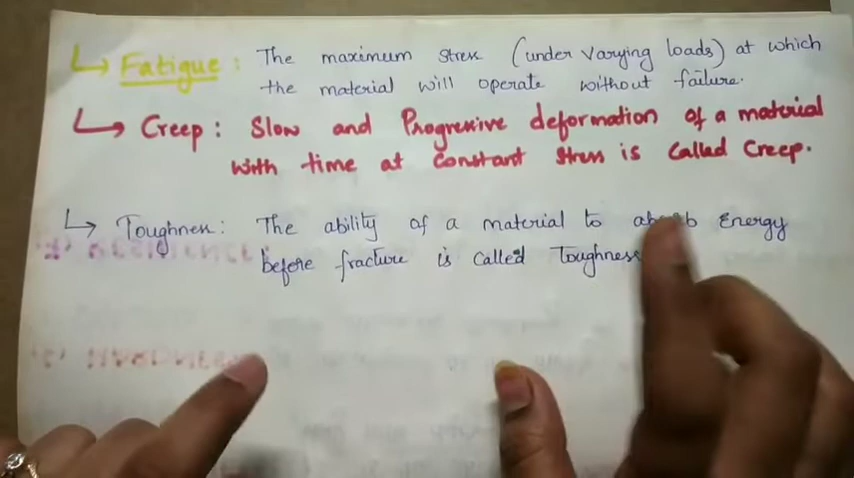 ↳ Fatigue : The maximum stress (under varying loads) at which
the material will operate without failure.
↳ Creep : Slow and Progressive deformation of a material
with time at constant stress is called Creep.
↳ Toughness : The ability of a material to Energy
before fracture is called Toughness